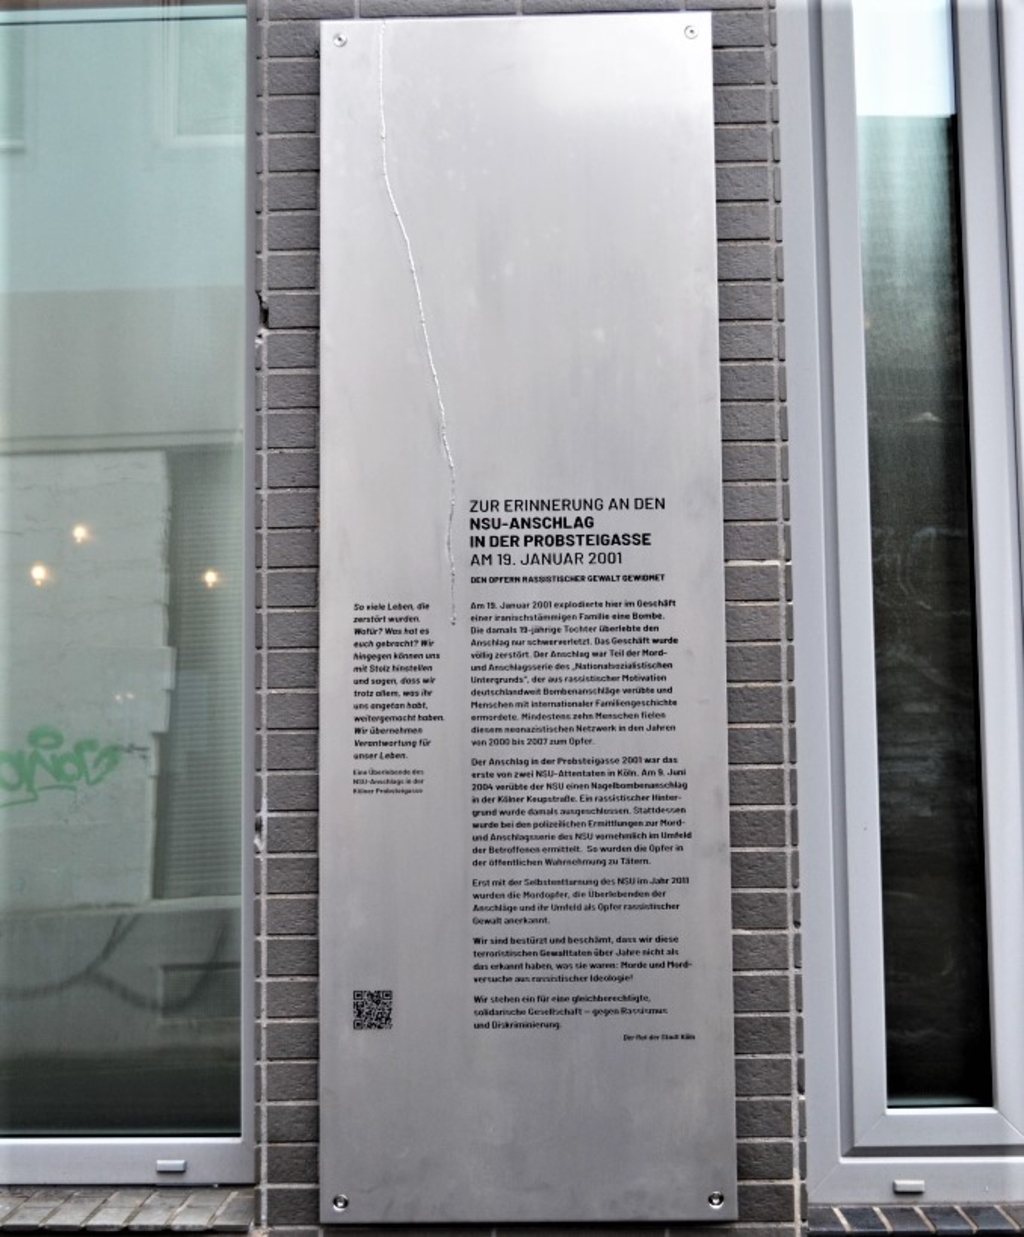 ZUR ERINNERUNG AN DEN
NSU-ANSCHLAG
IN DER PROBSTEIGASSE
AM 19. JANUAR 2001
DEN OPFERN RASSISTISCHER GEWALT GEWIDMET
So viele Leben, die
zerstört wurden.
Wofür? Was hat es
euch gebracht? Wir
hingegen können uns
mit Stolz hinstellen
und sagen, dass wir
trotz allem, was ihr
uns angetan habt,
weitergemacht haben.
Wir übernehmen
Verantwortung für
unser Leben.
Eine Überlebende des
NSU-Anschlags in der
Kölner Probsteigasse
Am 19. Januar 2001 explodierte hier im Geschäft
einer iranischstämmigen Familie eine Bombe.
Die damals 19-jährige Tochter überlebte den
Anschlag nur schwerverletzt. Das Geschäft wurde
völlig zerstört. Der Anschlag war Teil der Mord-
und Anschlagsserie des „Nationalsozialistischen
Untergrunds“, der aus rassistischer Motivation
deutschlandweit Bombenanschläge verübte und
Menschen mit internationaler Familiengeschichte
ermordete. Mindestens zehn Menschen fielen
diesem neonazistischen Netzwerk in den Jahren
von 2000 bis 2007 zum Opfer.
Der Anschlag in der Probsteigasse 2001 war das
erste von zwei NSU-Attentaten in Köln. Am 9. Juni
2004 verübte der NSU einen Nagelbombenanschlag
in der Kölner Keupstraße. Ein rassistischer Hinter-
grund wurde damals ausgeschlossen. Stattdessen
wurde bei den polizeilichen Ermittlungen zur Mord-
und Anschlagsserie des NSU vornehmlich im Umfeld
der Betroffenen ermittelt. So wurden die Opfer in
der öffentlichen Wahrnehmung zu Tätern.
Erst mit der Selbstenttarnung des NSU im Jahr 2011
wurden die Mordopfer, die Überlebenden der
Anschläge und ihr Umfeld als Opfer rassistischer
Gewalt anerkannt.
Wir sind bestürzt und beschämt, dass wir diese
terroristischen Gewalttaten über Jahre nicht als
das erkannt haben, was sie waren: Morde und Mord-
versuche aus rassistischer Ideologie!
Wir stehen ein für eine gleichberechtigte,
solidarische Gesellschaft – gegen Rassismus
und Diskriminierung.
Der Rat der Stadt Köln